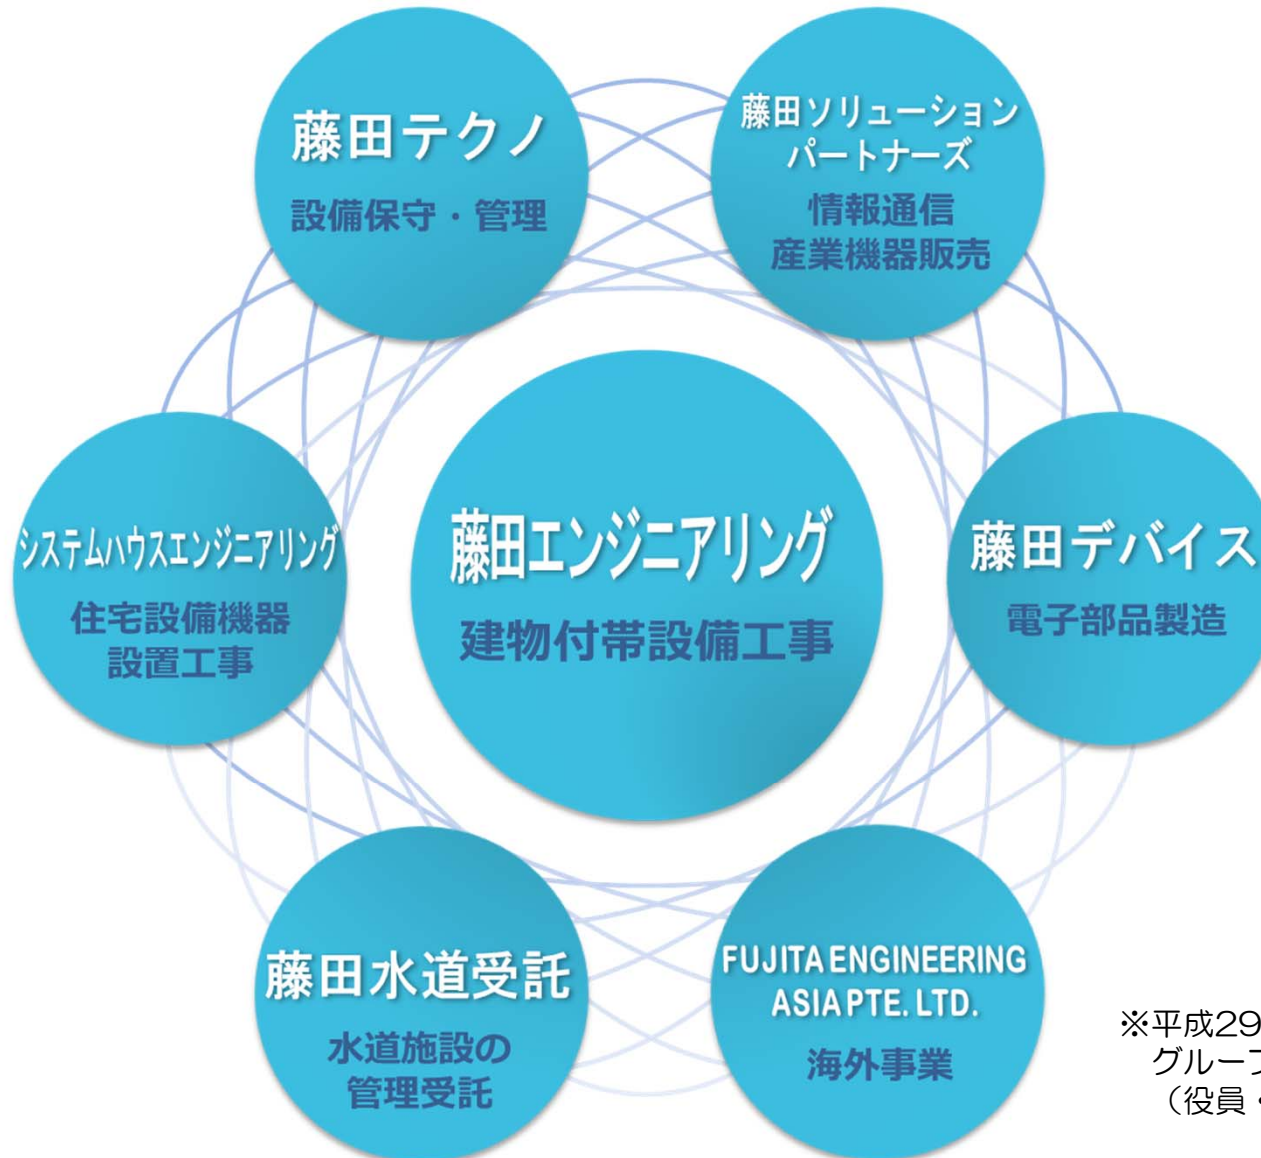 藤田テクノ
設備保守・管理
藤田ソリューション
パートナーズ
情報通信
産業機器販売
システムハウスエンジニアリング
住宅設備機器
設置工事
藤田エンジニアリング
建物付帯設備工事
藤田デバイス
電子部品製造
藤田水道受託
水道施設の
管理受託
FUJITA ENGINEERING
ASIA PTE. LTD.
海外事業
※平成29
グループ
（役員・